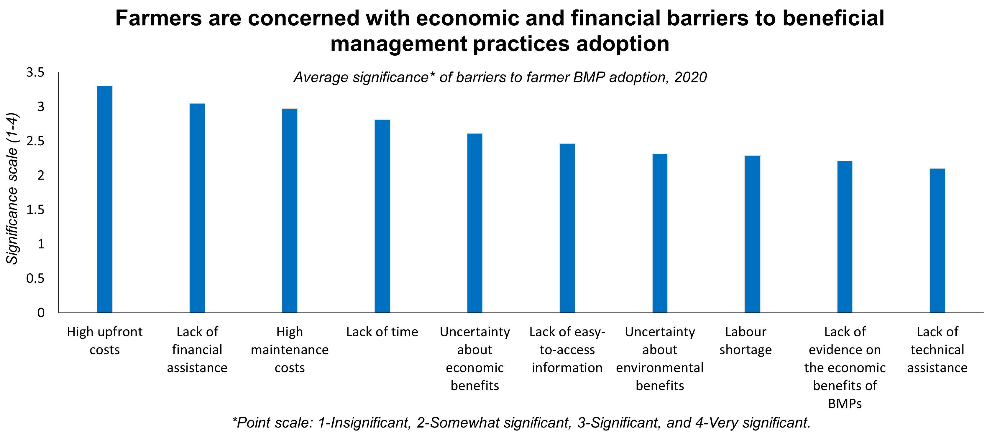 Farmers are concerned with economic and financial barriers to beneficial
management practices adoption
Average significance* of barriers to farmer BMP adoption, 2020
Significance scale (1-4)
3.5
3
2.5
2
1.5
1
0.5
0
High upfront
costs
Lack of
financial
assistance
High
maintenance
costs
Lack of time
Uncertainty
about
economic
benefits
Lack of easy-
to-access
information
Uncertainty
about
environmental
benefits
Labour
shortage
Lack of
evidence on
the economic
benefits of
BMPs
Lack of
technical
assistance
*Point scale: 1-Insignificant, 2-Somewhat significant, 3-Significant, and 4-Very significant.